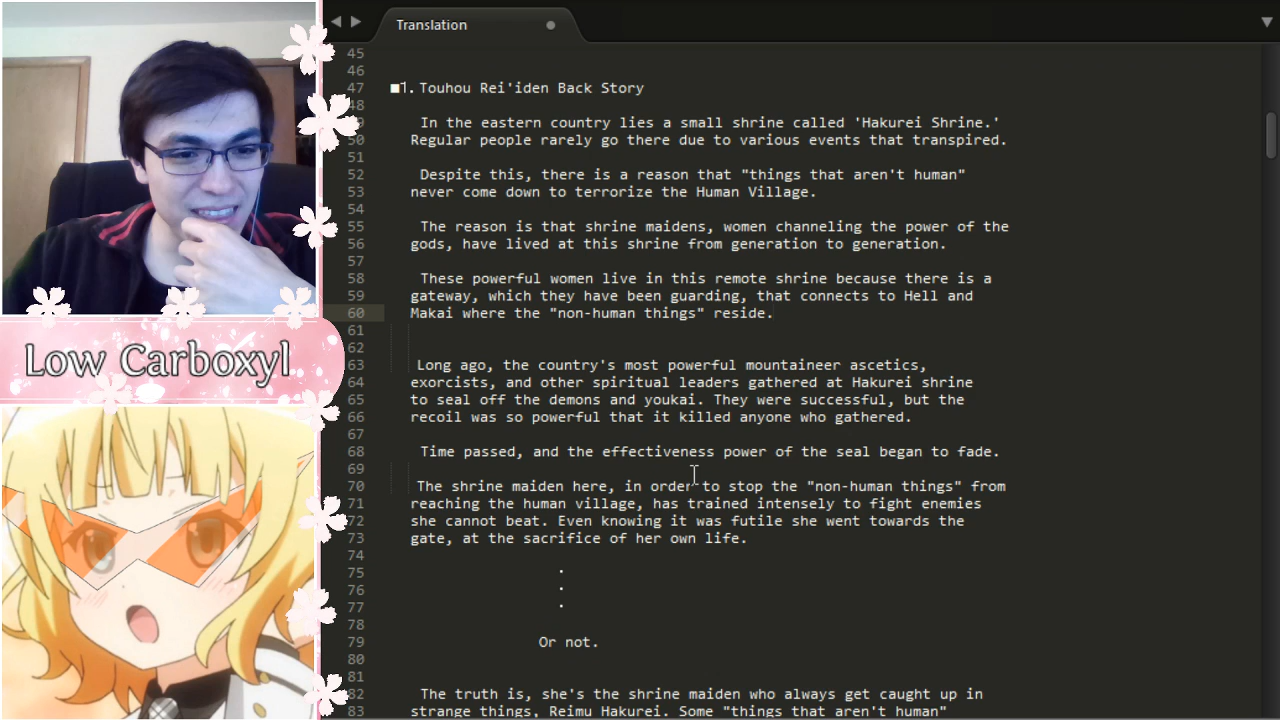 Translation
45
46
47 ■1. Touhou Rei'iden Back Story
48
49 In the eastern country lies a small shrine called 'Hakurei Shrine.'
50 Regular people rarely go there due to various events that transpired.
51
52 Despite this, there is a reason that "things that aren't human"
53 never come down to terrorize the Human Village.
54
55 The reason is that shrine maidens, women channeling the power of the
56 gods, have lived at this shrine from generation to generation.
57
58 These powerful women live in this remote shrine because there is a
59 gateway, which they have been guarding, that connects to Hell and
60 Makai where the "non-human things" reside.
61
62
63 Long ago, the country's most powerful mountaineer ascetics,
64 exorcists, and other spiritual leaders gathered at Hakurei shrine
65 to seal off the demons and youkai. They were successful, but the
66 recoil was so powerful that it killed anyone who gathered.
67
68 Time passed, and the effectiveness power of the seal began to fade.
69
70 The shrine maiden here, in order to stop the "non-human things" from
71 reaching the human village, has trained intensely to fight enemies
72 she cannot beat. Even knowing it was futile she went towards the
73 gate, at the sacrifice of her own life.
74
75 .
76 .
77 .
78
79 Or not.
80
81
82 The truth is, she's the shrine maiden who always get caught up in
83 strange things, Reimu Hakurei. Some "things that aren't human"
Low Carboxyl